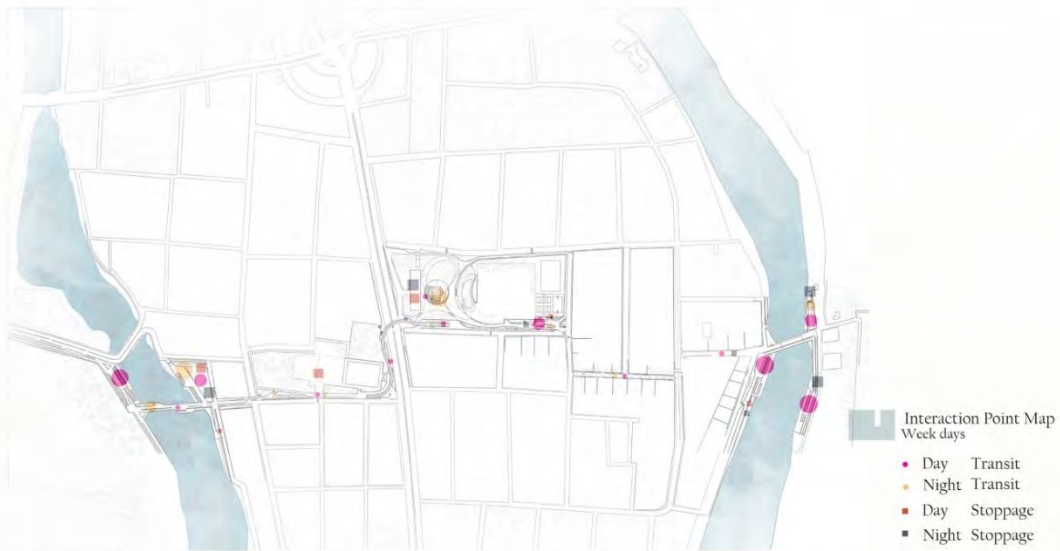 Interaction Point Map
Week days
Day Transit
Night Transit
Day Stoppage
Night Stoppage